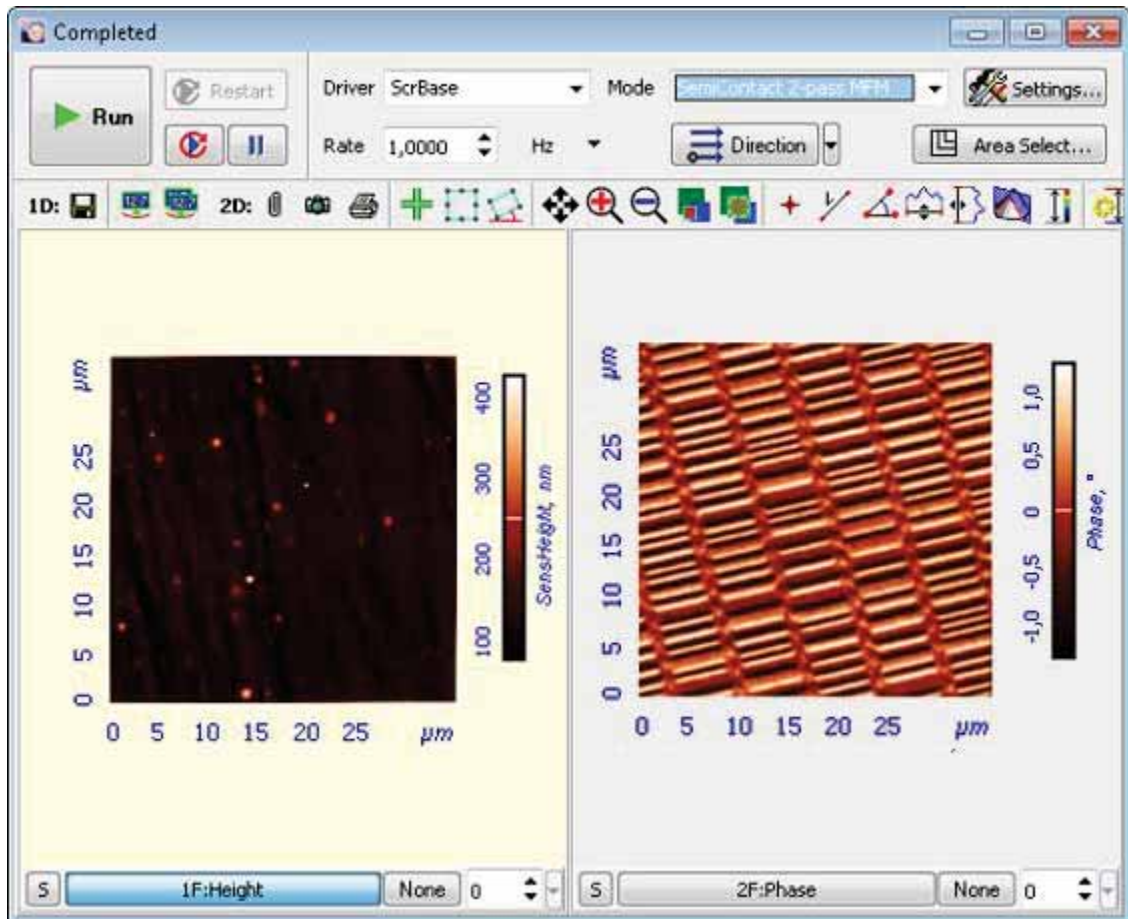 Completed
Run
Restart
Driver ScrBase
Mode SemiContact 2-pass MFM
Settings...
Rate 1,0000 Hz
Direction
Area Select...
1D:
2D:
µm
25
20
15
10
5
0
0 5 10 15 20 25 µm
400
300
200
100
SensHeight, nm
µm
25
20
15
10
5
0
0 5 10 15 20 25 µm
1,0
0,5
0
-0,5
-1,0
Phase, °
S 1F:Height None 0
S 2F:Phase None 0